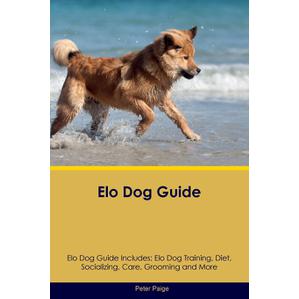 Elo Dog Guide
Elo Dog Guide Includes: Elo Dog Training, Diet,
Socializing, Care, Grooming and More
Peter Paige